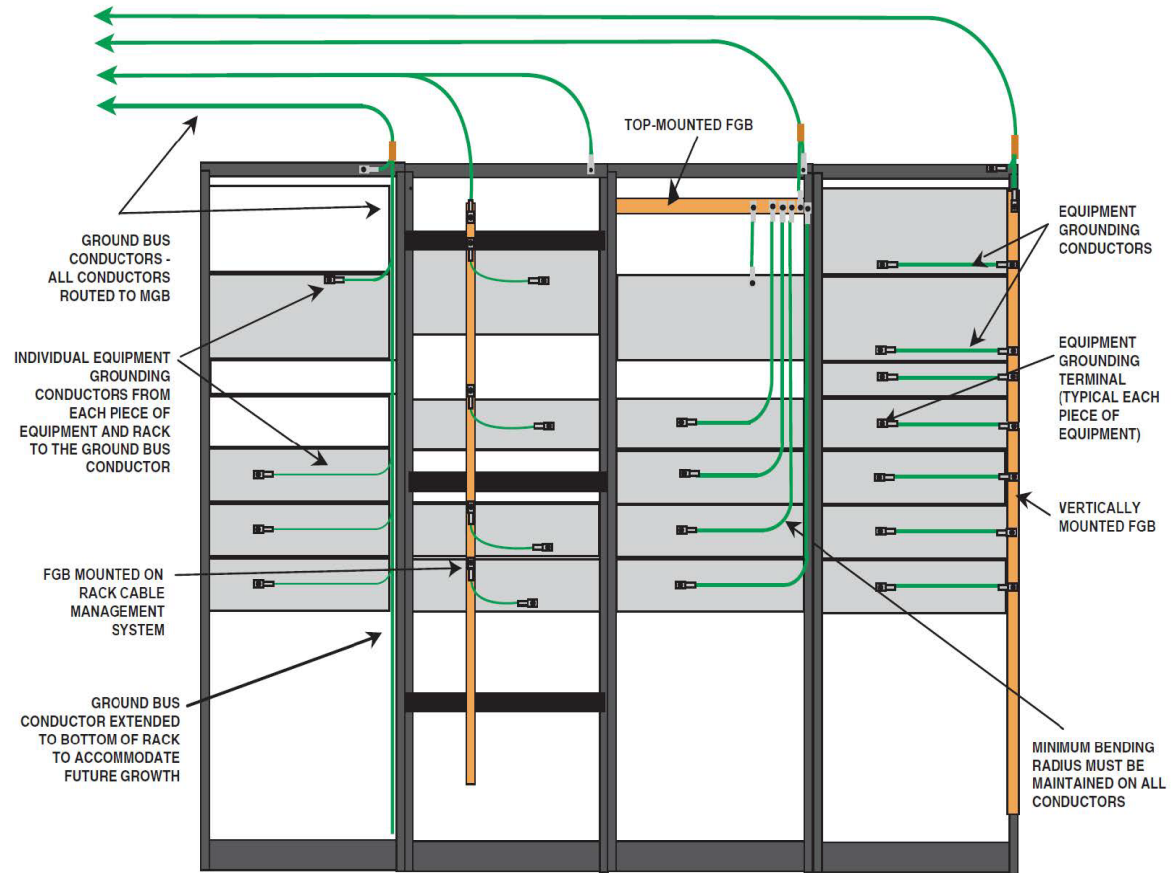 TOP-MOUNTED FGB
GROUND BUS
CONDUCTORS -
ALL CONDUCTORS
ROUTED TO MGB
INDIVIDUAL EQUIPMENT
GROUNDING
CONDUCTORS FROM
EACH PIECE OF
EQUIPMENT AND RACK
TO THE GROUND BUS
CONDUCTOR
FGB MOUNTED ON
RACK CABLE
MANAGEMENT
SYSTEM
GROUND BUS
CONDUCTOR EXTENDED
TO BOTTOM OF RACK
TO ACCOMMODATE
FUTURE GROWTH
EQUIPMENT
GROUNDING
CONDUCTORS
EQUIPMENT
GROUNDING
TERMINAL
(TYPICAL EACH
PIECE OF
EQUIPMENT)
VERTICALLY
MOUNTED FGB
MINIMUM BENDING
RADIUS MUST BE
MAINTAINED ON ALL
CONDUCTORS